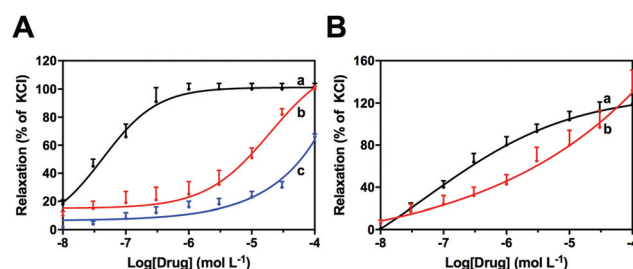 A
Relaxation (% of KCl)
120
100
80
60
40
20
0
a
b
c
-8
-7
-6
-5
-4
Log[Drug] (mol L-1)
B
Relaxation (% of KCl)
160
120
80
40
0
a
b
-8
-7
-6
-5
-4
Log[Drug] (mol L-1)